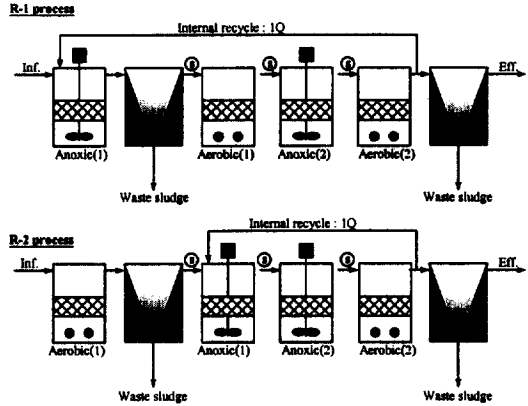 R-1 process
Internal recycle : 1Q
Inf.
Eff.
Anoxic(1)
Aerobic(1)
Anoxic(2)
Aerobic(2)
Waste sludge
Waste sludge
R-2 process
Internal recycle : 1Q
Inf.
Eff.
Aerobic(1)
Anoxic(1)
Anoxic(2)
Aerobic(2)
Waste sludge
Waste sludge